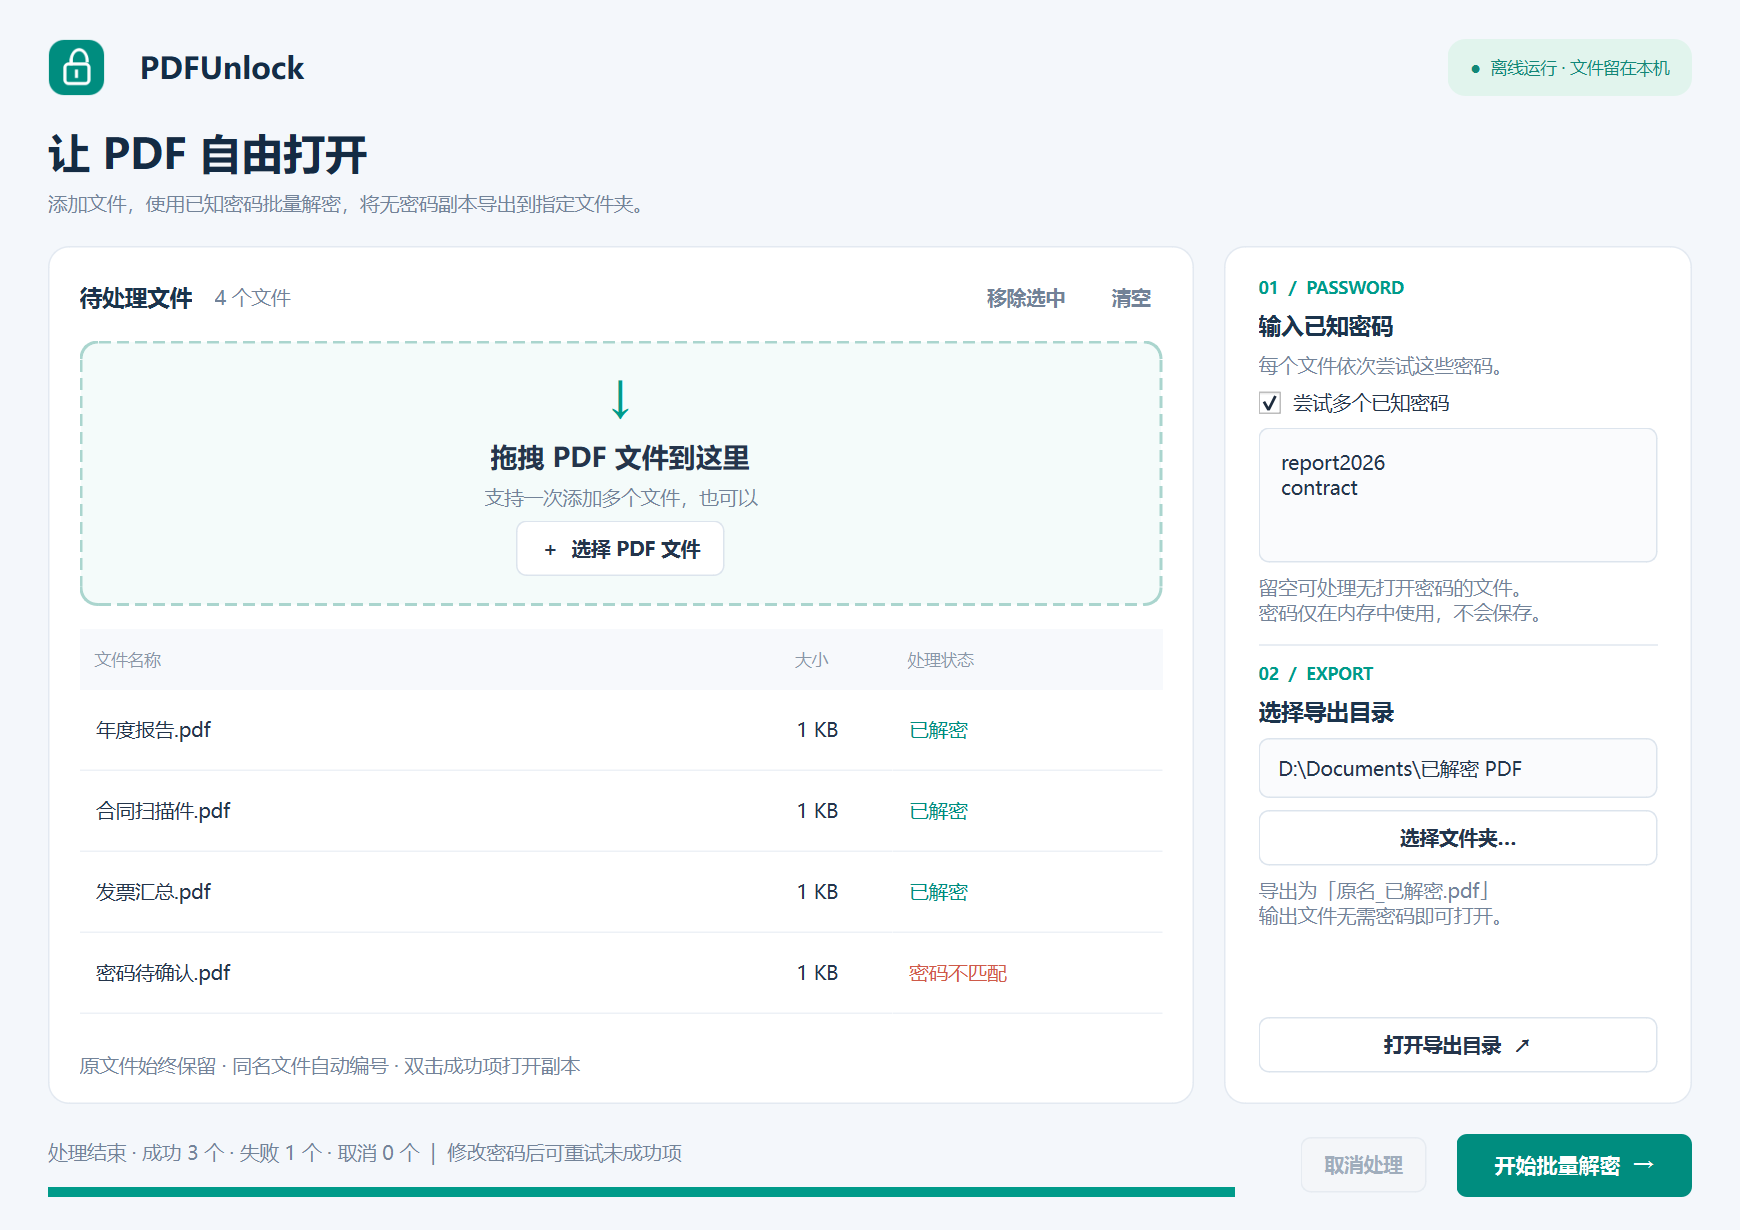 PDFUnlock
● 离线运行 · 文件留在本机
让 PDF 自由打开
添加文件，使用已知密码批量解密，将无密码副本导出到指定文件夹。
待处理文件 4 个文件 移除选中 清空
↓
拖拽 PDF 文件到这里
支持一次添加多个文件，也可以
+ 选择 PDF 文件
文件名称 大小 处理状态
年度报告.pdf 1 KB 已解密
合同扫描件.pdf 1 KB 已解密
发票汇总.pdf 1 KB 已解密
密码待确认.pdf 1 KB 密码不匹配
原文件始终保留 · 同名文件自动编号 · 双击成功项打开副本
01 / PASSWORD
输入已知密码
每个文件依次尝试这些密码。
尝试多个已知密码
report2026
contract
留空可处理无打开密码的文件。
密码仅在内存中使用，不会保存。
02 / EXPORT
选择导出目录
D:\Documents\已解密 PDF
选择文件夹...
导出为「原名_已解密.pdf」
输出文件无需密码即可打开。
打开导出目录 ↗
处理结束 · 成功 3 个 · 失败 1 个 · 取消 0 个 | 修改密码后可重试未成功项
取消处理
开始批量解密 →